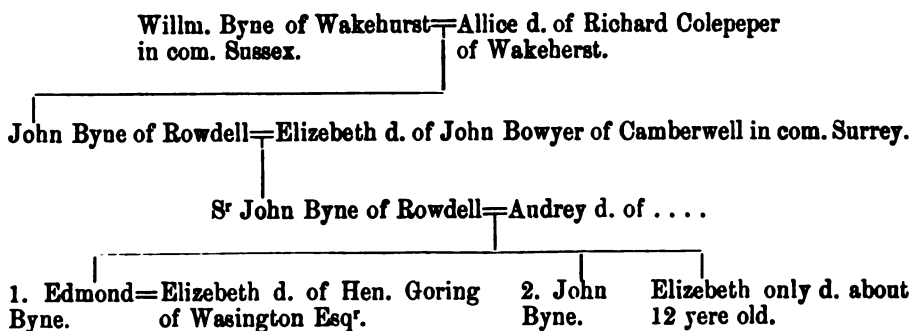 Willm. Byne of Wakehurst=Allice d. of Richard Colepeper
in com. Sussex. of Wakeherst.
John Byne of Rowdell=Elizebeth d. of John Bowyer of Camberwell in com. Surrey.
Sr John Byne of Rowdell=Audrey d. of . . . .
1. Edmond=Elizebeth d. of Hen. Goring 2. John Elizebeth only d. about
Byne. of Wasington Esqr. Byne. 12 yere old.